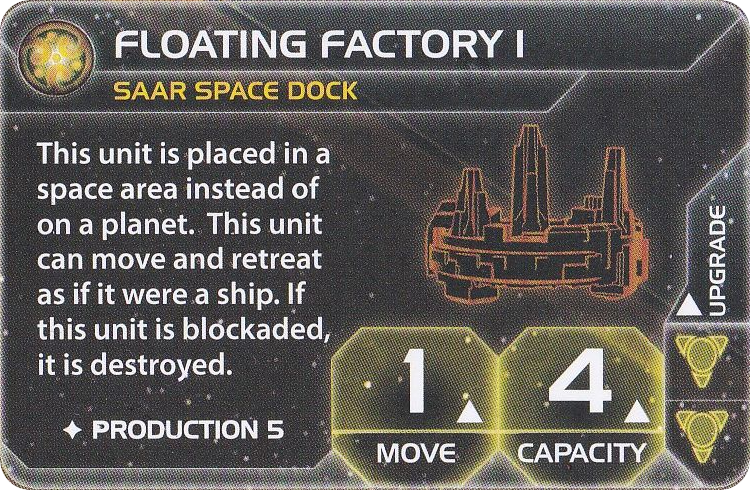 FLOATING FACTORY I
SAAR SPACE DOCK
This unit is placed in a
space area instead of
on a planet. This unit
can move and retreat
as if it were a ship. If
this unit is blockaded,
it is destroyed.
✦ PRODUCTION 5
1
MOVE
4
CAPACITY
UPGRADE